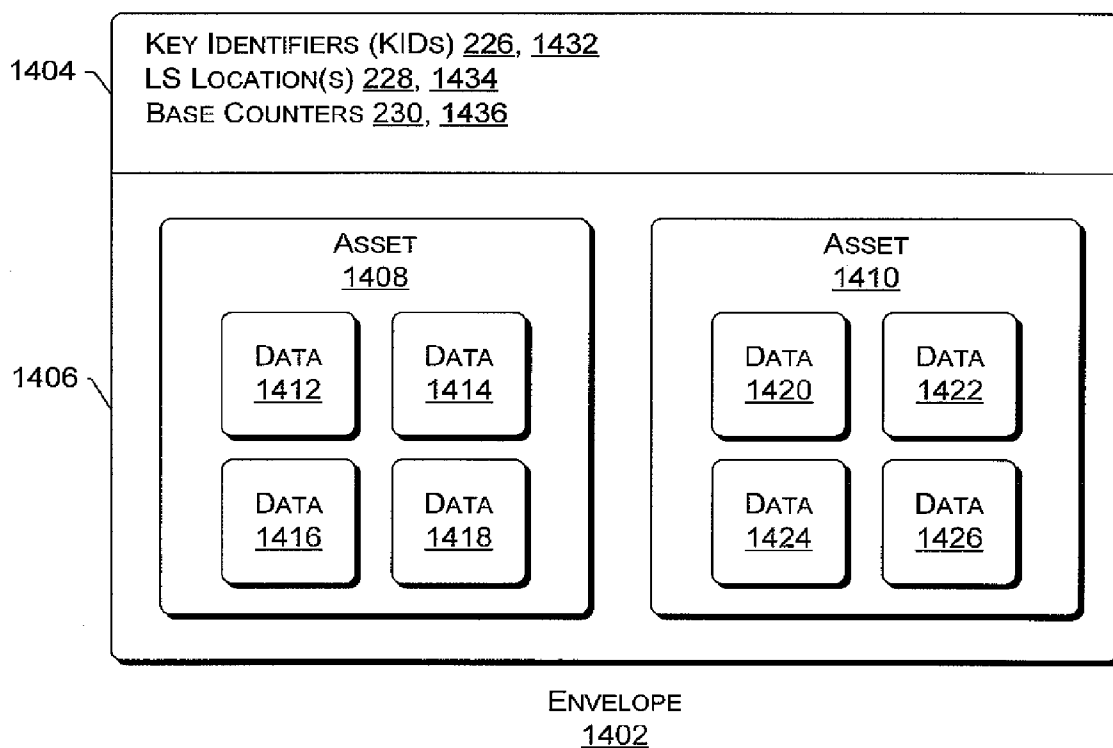 KEY IDENTIFIERS (KIDS) 226, 1432
LS LOCATION(S) 228, 1434
BASE COUNTERS 230, 1436
1404
ASSET
1408
ASSET
1410
DATA
1412
DATA
1414
DATA
1420
DATA
1422
1406
DATA
1416
DATA
1418
DATA
1424
DATA
1426
ENVELOPE
1402